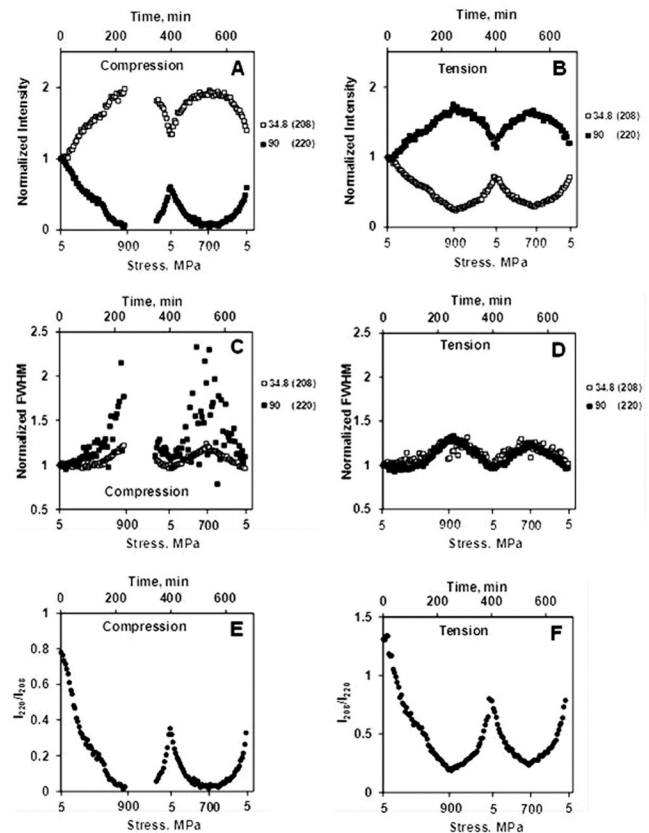 Time, min
0 200 400 600
Compression
A
2
1
0
Normalized Intensity
34.8 (208)
90 (220)
5 900 5 700 5
Stress. MPa
Time, min
0 200 400 600
Tension
B
2
1
0
Normalized Intensity
34.8 (208)
90 (220)
5 900 5 700 5
Stress. MPa
Time, min
0 200 400 600
C
2.5
2
1.5
1
0.5
Normalized FWHM
34.8 (208)
90 (220)
Compression
5 900 5 700 5
Stress. MPa
Time, min
0 200 400 600
Tension
D
2.5
2
1.5
1
0.5
Normalized FWHM
34.8 (208)
90 (220)
5 900 5 700 5
Stress. MPa
Time, min
0 200 400 600
Compression
E
1
0.8
0.6
0.4
0.2
0
I220/I208
5 900 5 700 5
Stress. MPa
Time, min
0 200 400 600
Tension
F
1.5
1
0.5
0
I208/I220
5 900 5 700 5
Stress. MPa